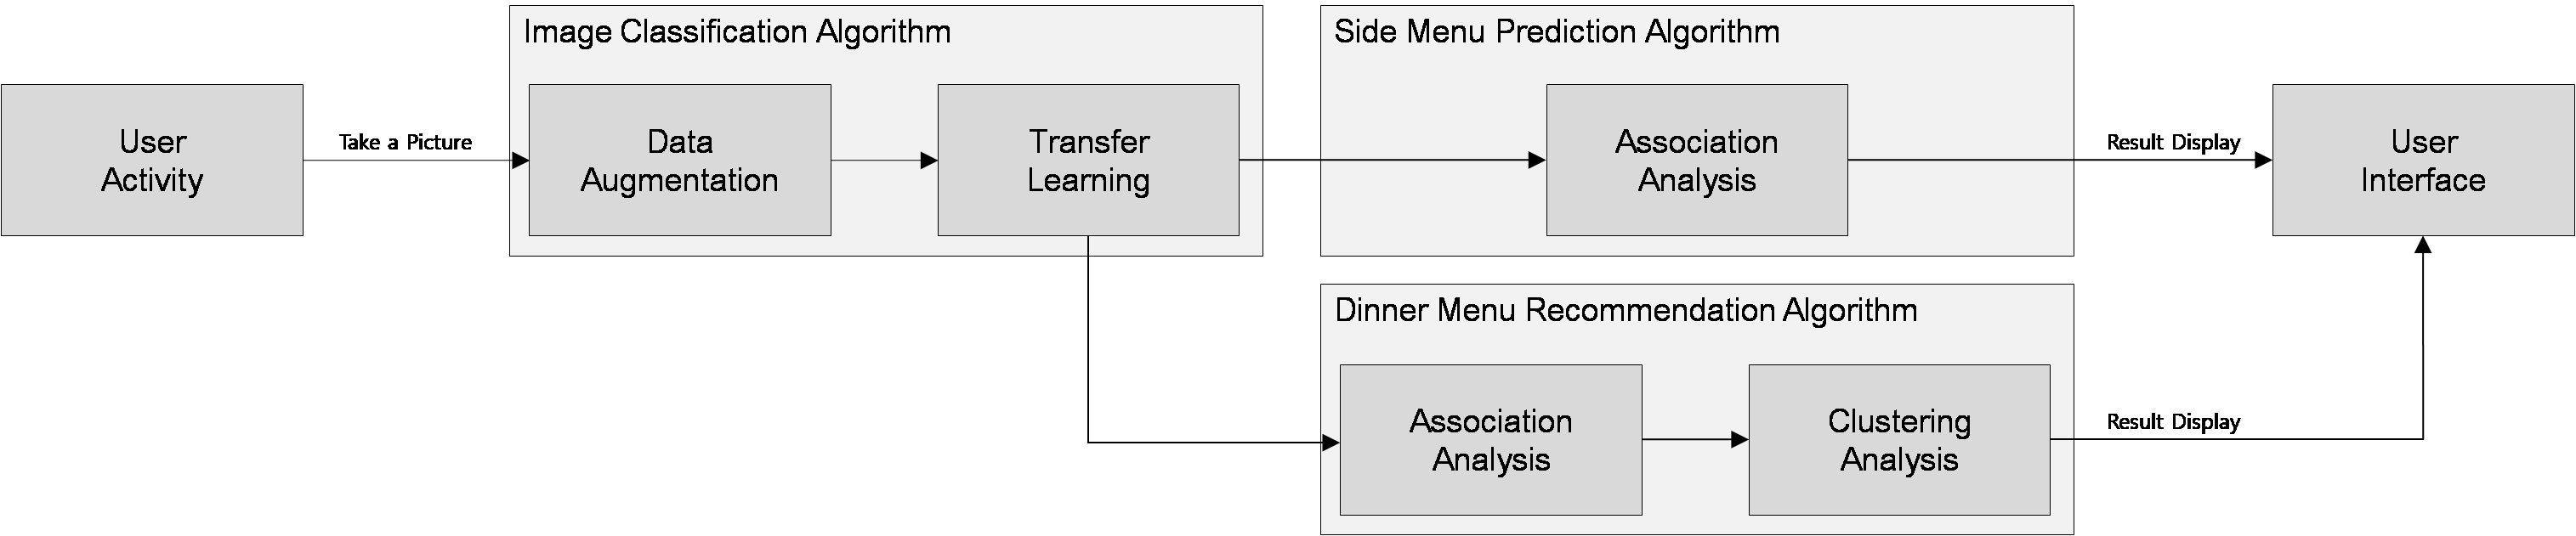 Image Classification Algorithm
Side Menu Prediction Algorithm
User
Activity
Take a Picture
Data
Augmentation
Transfer
Learning
Association
Analysis
Result Display
User
Interface
Dinner Menu Recommendation Algorithm
Association
Analysis
Clustering
Analysis
Result Display